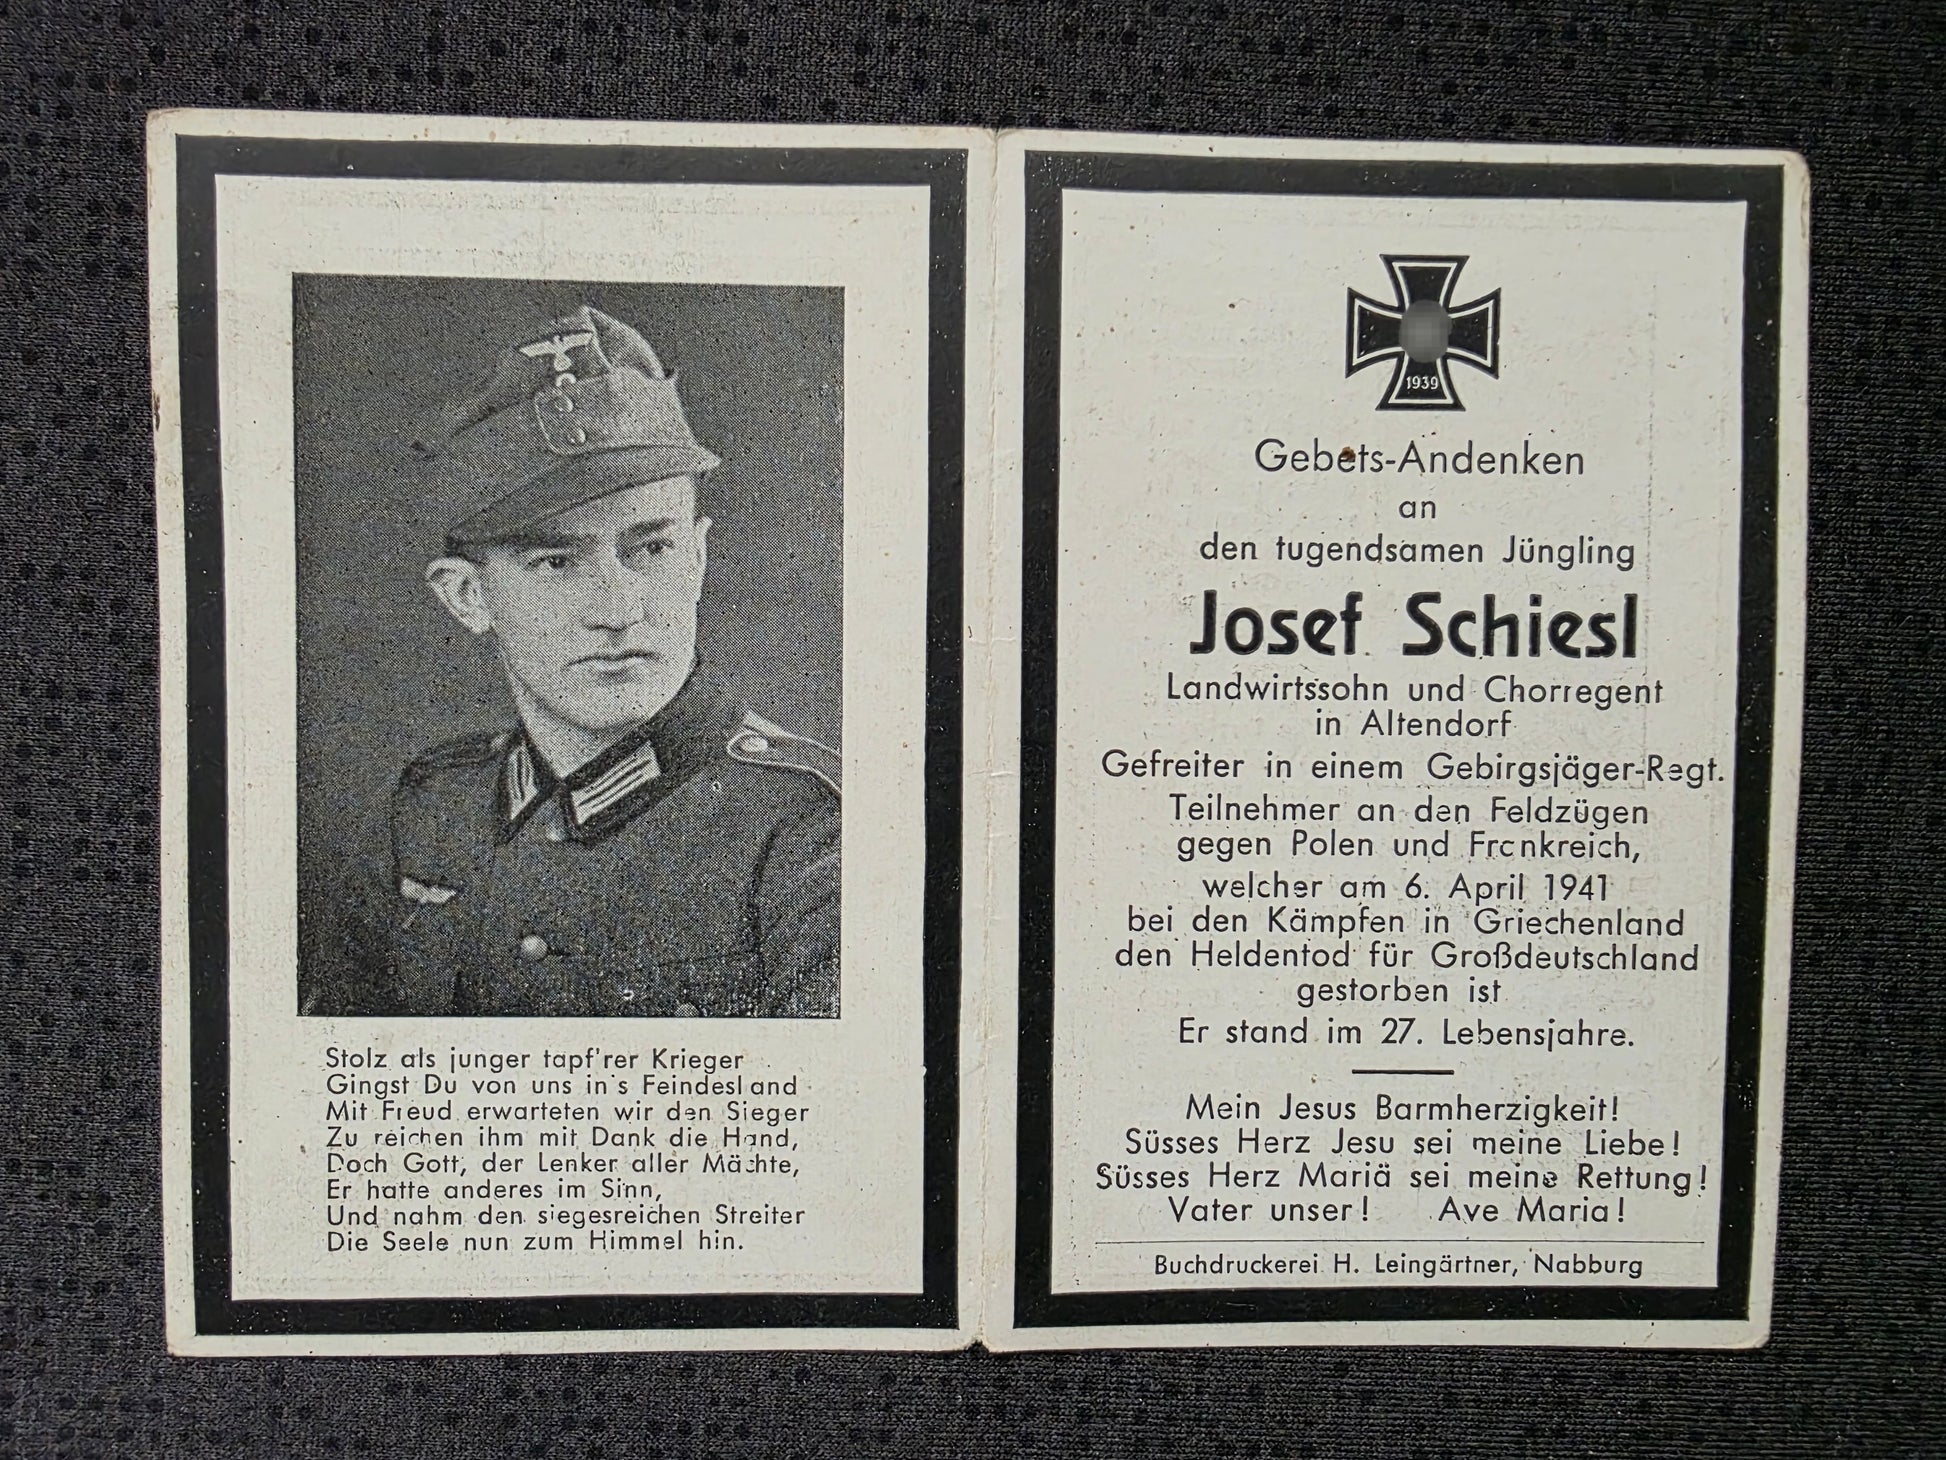 Stolz als junger tapf'rer Krieger
Gingst Du von uns in's Feindesland
Mit Freud erwarteten wir den Sieger
Zu reichen ihm mit Dank die Hand,
Doch Gott, der Lenker aller Mächte,
Er hatte anderes im Sinn,
Und nahm den siegesreichen Streiter
Die Seele nun zum Himmel hin.
1939
Gebets-Andenken
an
den tugendsamen Jüngling
Josef Schiesl
Landwirtssohn und Chorregent
in Altendorf
Gefreiter in einem Gebirgsjäger-Regt.
Teilnehmer an den Feldzügen
gegen Polen und Frankreich,
welcher am 6. April 1941
bei den Kämpfen in Griechenland
den Heldentod für Großdeutschland
gestorben ist
Er stand im 27. Lebensjahre.
Mein Jesus Barmherzigkeit!
Süsses Herz Jesu sei meine Liebe!
Süsses Herz Mariä sei meine Rettung!
Vater unser! Ave Maria!
Buchdruckerei H. Leingärtner, Nabburg